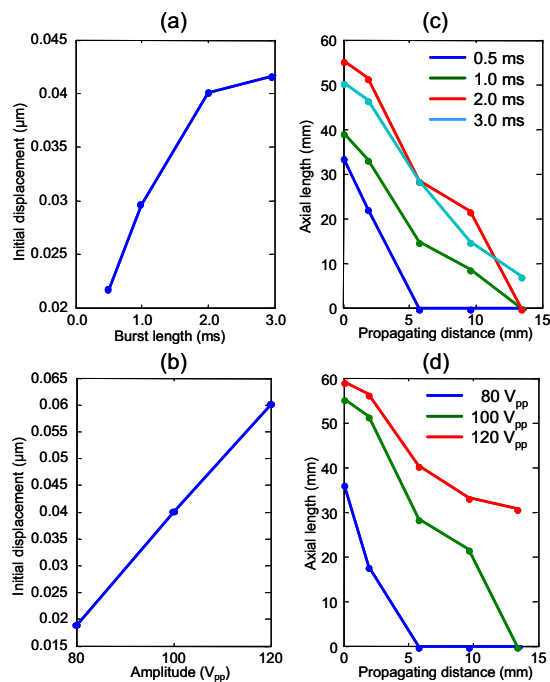 (a)
Initial displacement (μm)
0.045
0.04
0.035
0.03
0.025
0.02
0.0
1.0
2.0
3.0
Burst length (ms)
(c)
Axial length (mm)
60
50
40
30
20
10
0
0
5
10
15
Propagating distance (mm)
0.5 ms
1.0 ms
2.0 ms
3.0 ms
(b)
Initial displacement (μm)
0.065
0.06
0.055
0.05
0.045
0.04
0.035
0.03
0.025
0.02
0.015
80
100
120
Amplitude (Vpp)
(d)
Axial length (mm)
60
50
40
30
20
10
0
0
5
10
15
Propagating distance (mm)
80 Vpp
100 Vpp
120 Vpp